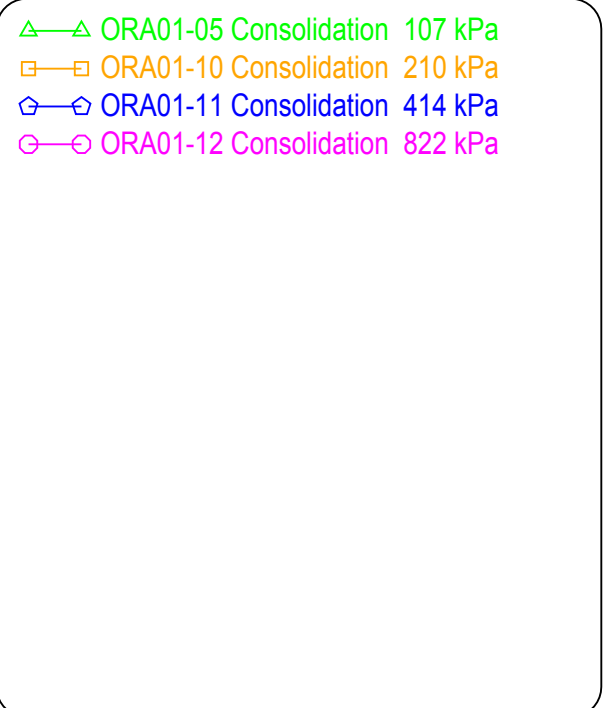 ORA01-05 Consolidation 107 kPa
ORA01-10 Consolidation 210 kPa
ORA01-11 Consolidation 414 kPa
ORA01-12 Consolidation 822 kPa